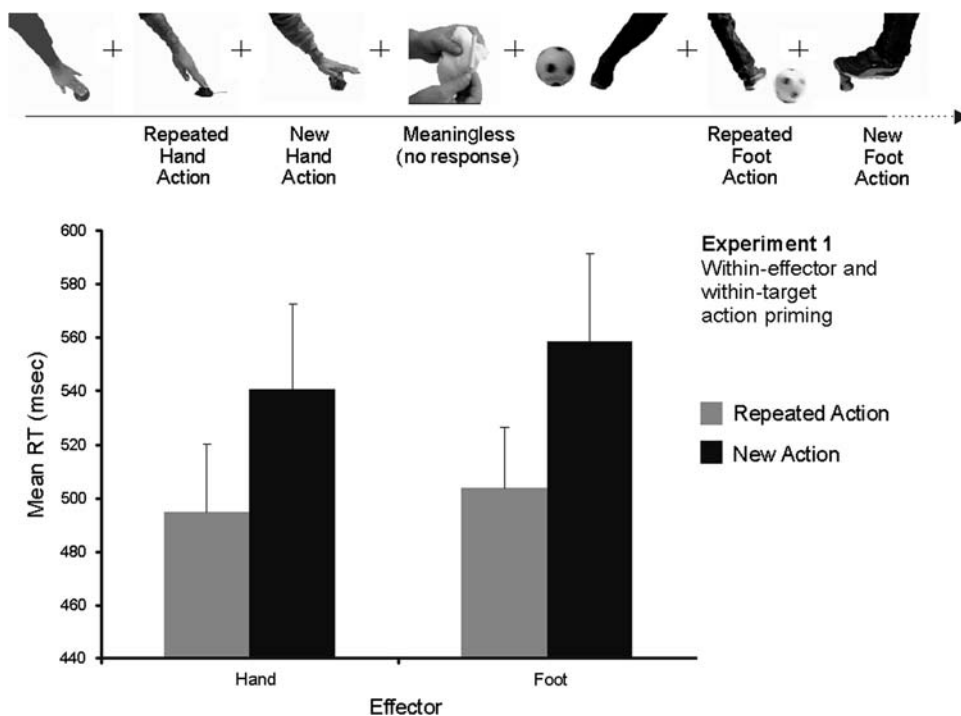 + + + + + +
Repeated
Hand
Action
New
Hand
Action
Meaningless
(no response)
Repeated
Foot
Action
New
Foot
Action
Experiment 1
Within-effector and
within-target
action priming
Repeated Action
New Action
Mean RT (msec)
600
580
560
540
520
500
480
460
440
Hand Foot
Effector